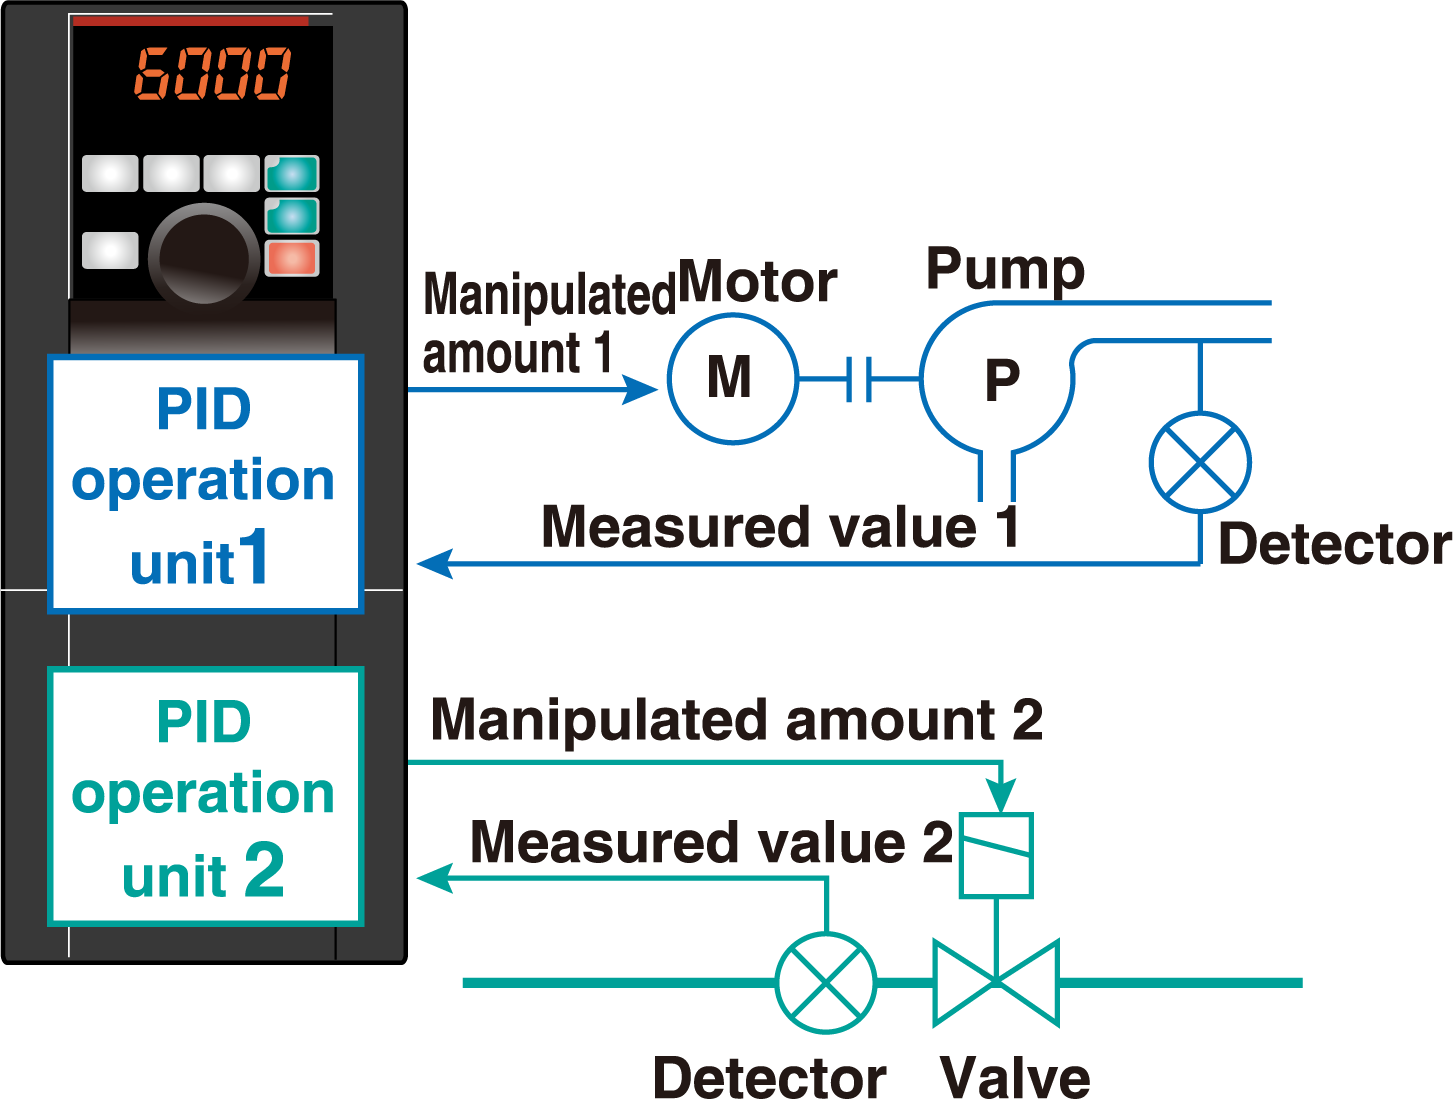 6000
PID
operation
unit1
Manipulated
amount 1
Motor
M
Pump
P
Measured value 1
Detector
PID
operation
unit 2
Manipulated amount 2
Measured value 2
Detector
Valve